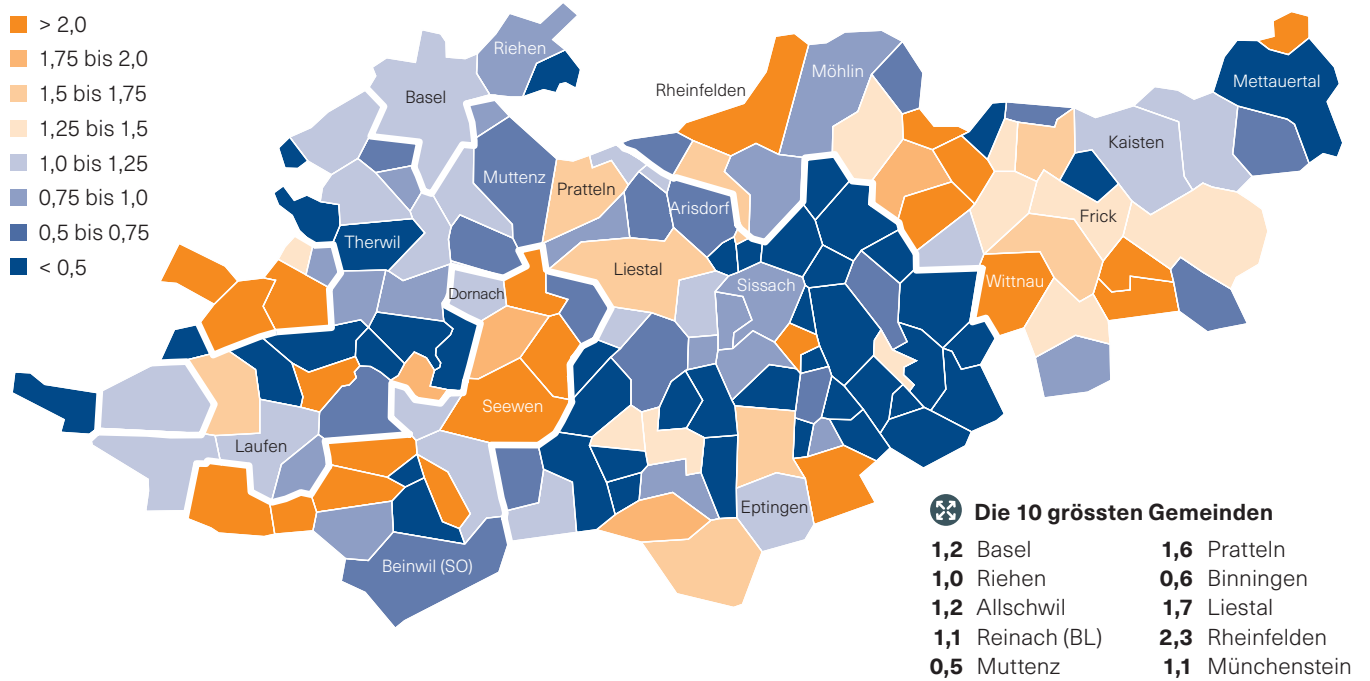 > 2,0
1,75 bis 2,0
1,5 bis 1,75
1,25 bis 1,5
1,0 bis 1,25
0,75 bis 1,0
0,5 bis 0,75
< 0,5
Riehen
Basel
Rheinfelden
Möhlin
Mettauertal
Kaisten
Muttenz
Pratteln
Arisdorf
Frick
Therwil
Liestal
Sissach
Wittnau
Dornach
Seewen
Laufen
Eptingen
Beinwil (SO)
Die 10 grössten Gemeinden
1,2 Basel
1,0 Riehen
1,2 Allschwil
1,1 Reinach (BL)
0,5 Muttenz
1,6 Pratteln
0,6 Binningen
1,7 Liestal
2,3 Rheinfelden
1,1 Münchenstein